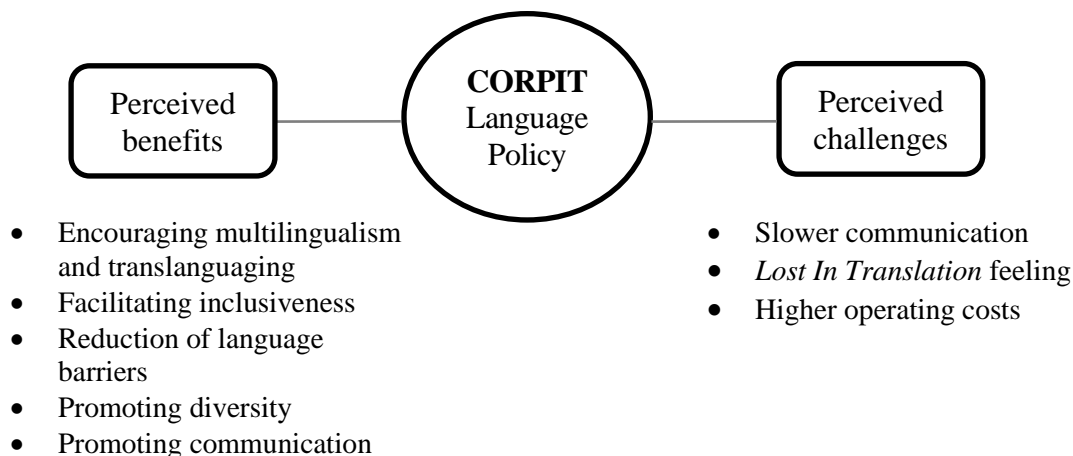 Perceived
benefits
CORPIT
Language
Policy
Perceived
challenges
• Encouraging multilingualism
and translanguaging
• Facilitating inclusiveness
• Reduction of language
barriers
• Promoting diversity
• Promoting communication
• Slower communication
• Lost In Translation feeling
• Higher operating costs